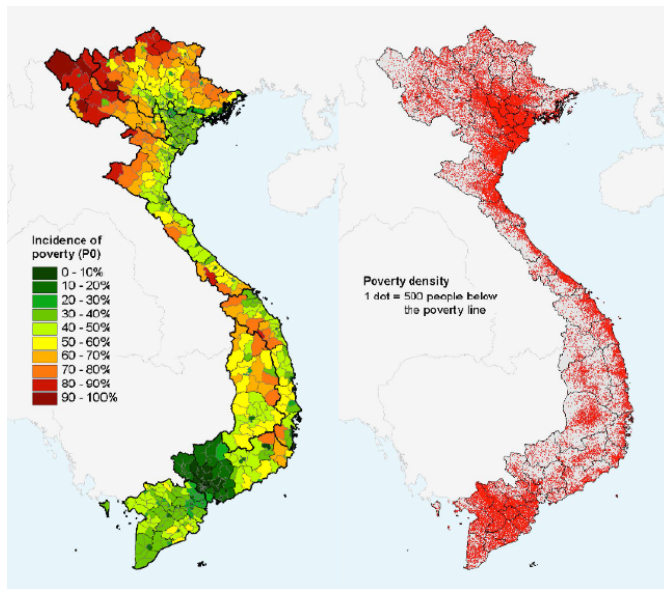 Incidence of
poverty (P0)
0 - 10%
10 - 20%
20 - 30%
30 - 40%
40 - 50%
50 - 60%
60 - 70%
70 - 80%
80 - 90%
90 - 100%
Poverty density
1 dot = 500 people below
the poverty line